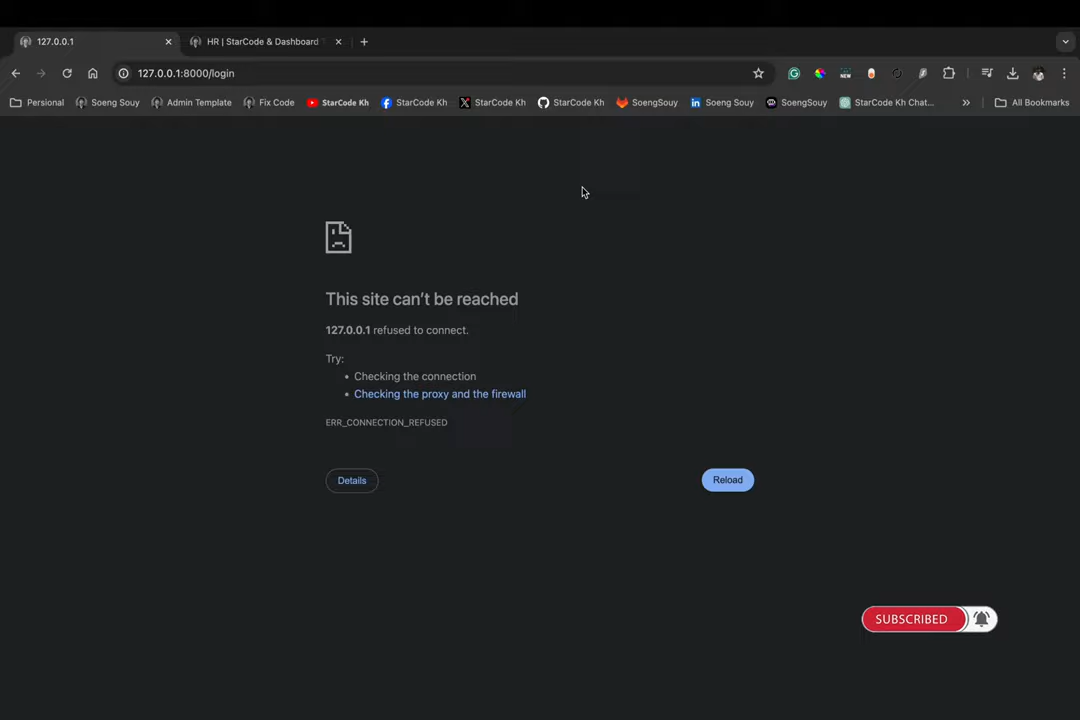 127.0.0.1
HR | StarCode & Dashboard
127.0.0.1:8000/login
NEW
Persional
Soeng Souy
Admin Template
Fix Code
StarCode Kh
StarCode Kh
StarCode Kh
StarCode Kh
SoengSouy
Soeng Souy
SoengSouy
StarCode Kh Chat...
All Bookmarks
This site can't be reached
127.0.0.1 refused to connect.
Try:
• Checking the connection
• Checking the proxy and the firewall
ERR_CONNECTION_REFUSED
Details
Reload
SUBSCRIBED